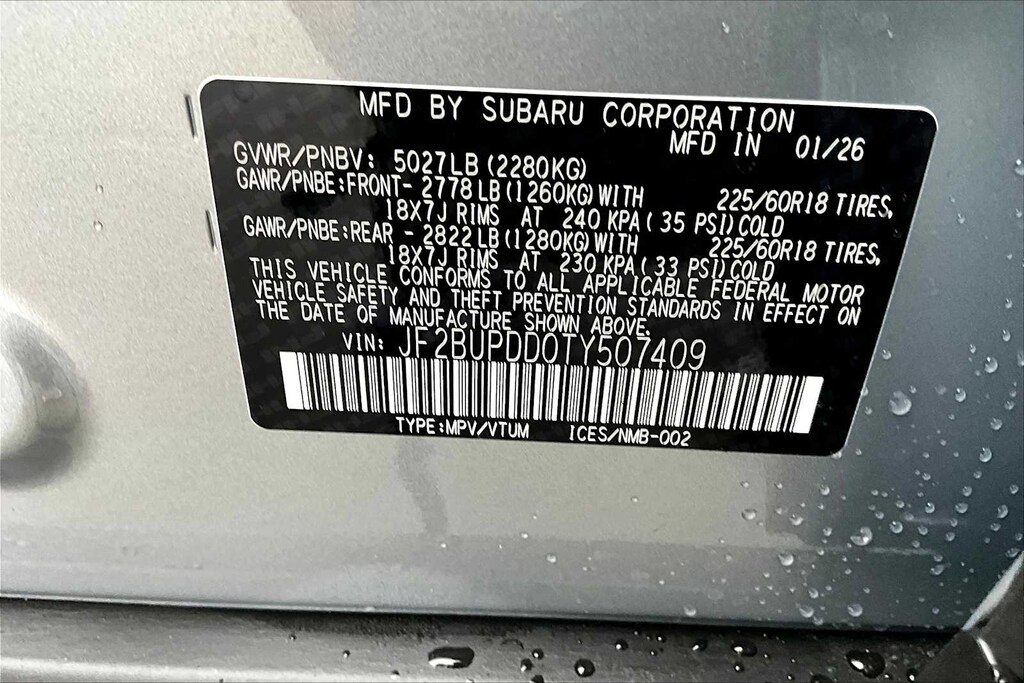 MFD BY SUBARU CORPORATION
MFD IN 01/26
GVWR/PNBV: 5027LB (2280KG)
GAWR/PNBE:FRONT- 2778 LB (1260KG) WITH 225/60R18 TIRES,
18X7J RIMS AT 240 KPA ( 35 PSI) COLD
GAWR/PNBE:REAR - 2822 LB (1280KG) WITH 225/60R18 TIRES,
18X7J RIMS AT 230 KPA ( 33 PSI) COLD
THIS VEHICLE CONFORMS TO ALL APPLICABLE FEDERAL MOTOR
VEHICLE SAFETY AND THEFT PREVENTION STANDARDS IN EFFECT ON
THE DATE OF MANUFACTURE SHOWN ABOVE.
VIN: JF2BUPDD0TY507409
TYPE:MPV/VTUM ICES/NMB-002